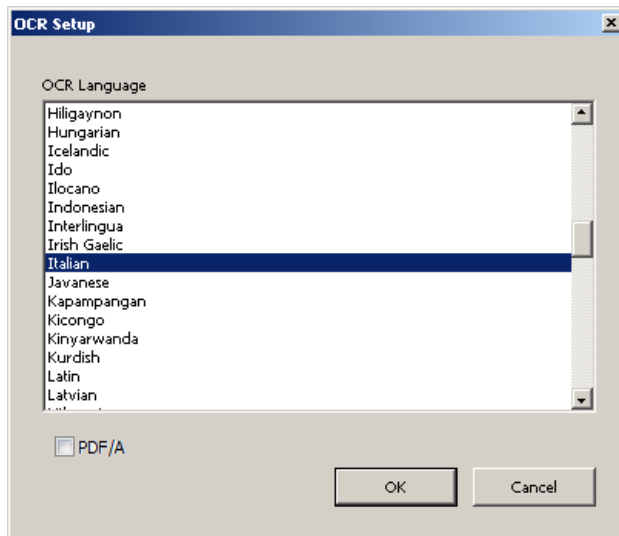 OCR Setup
OCR Language
Hiligaynon
Hungarian
Icelandic
Ido
Ilocano
Indonesian
Interlingua
Irish Gaelic
Italian
Javanese
Kapampangan
Kicongo
Kinyarwanda
Kurdish
Latin
Latvian
PDF/A
OK
Cancel